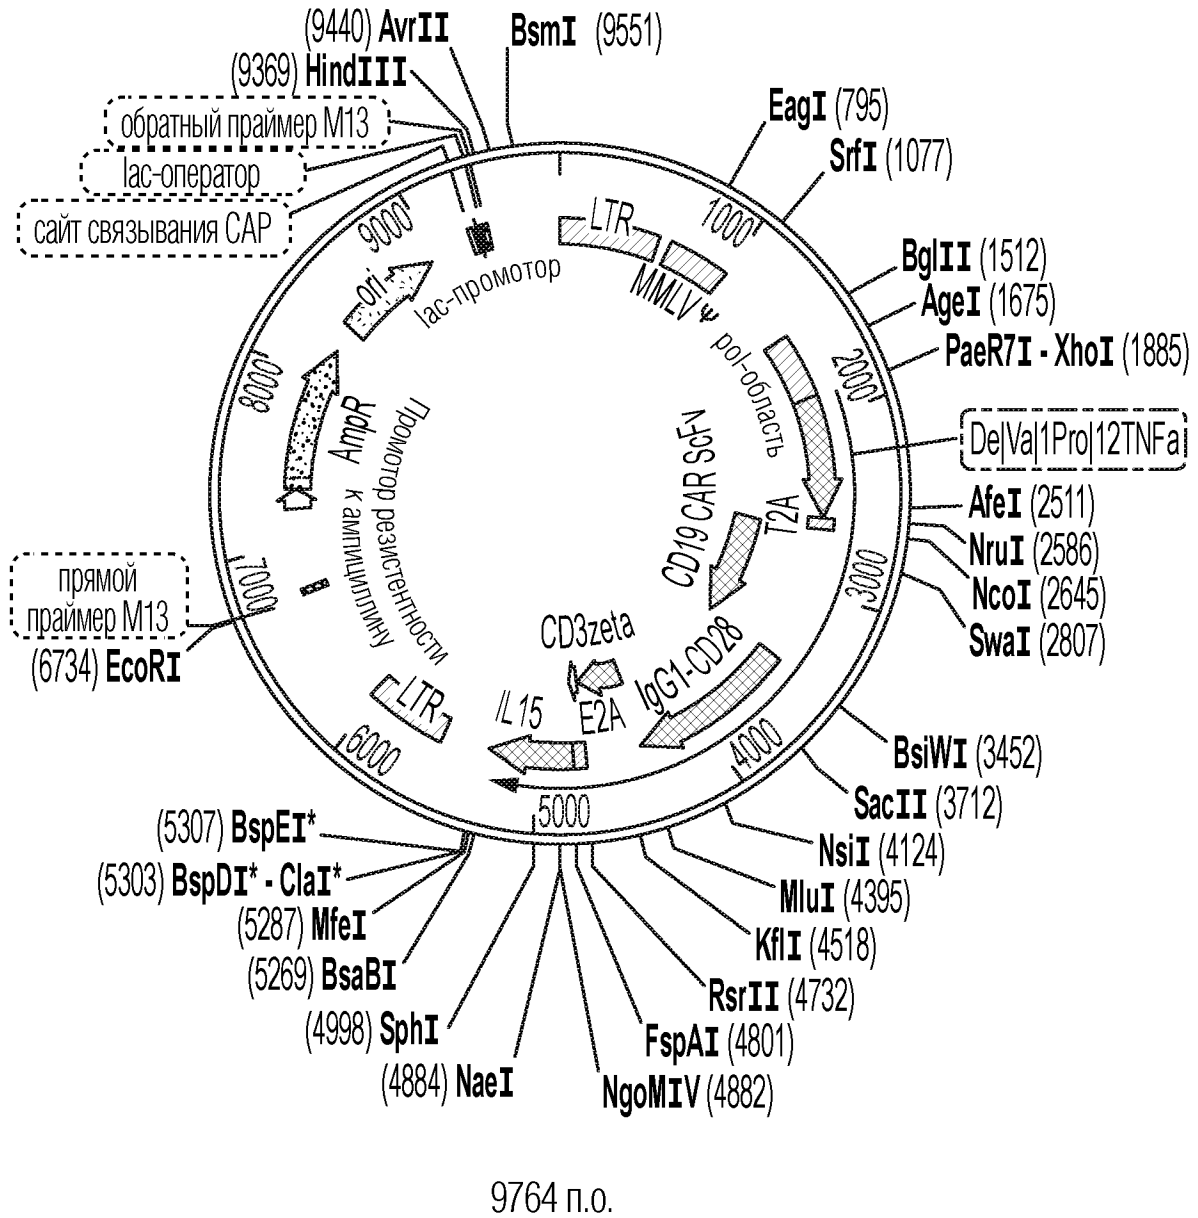 (9440) AvrII
BsmI (9551)
(9369) HindIII
EagI (795)
обратный праймер M13
SrfI (1077)
lac-оператор
сайт связывания CAP
9000
LTR
1000
BglII (1512)
ori
lac-промотор
MMLV ψ
AgeI (1675)
pol-область
PaeR7I - XhoI (1885)
8000
2000
AmpR
Промотор резистентности
к ампициллину
CD19 CAR ScFv
De|Va|1Pro|12TNFa
T2A
AfeI (2511)
NruI (2586)
прямой
праймер M13
7000
3000
NcoI (2645)
SwaI (2807)
(6734) EcoRI
CD3zeta
IgG1-CD28
LTR
IL15
E2A
6000
4000
5000
BsiWI (3452)
SacII (3712)
(5307) BspEI*
NsiI (4124)
(5303) BspDI* - ClaI*
MluI (4395)
(5287) MfeI
KflI (4518)
(5269) BsaBI
RsrII (4732)
(4998) SphI
FspAI (4801)
(4884) NaeI
NgoMIV (4882)
9764 п.о.